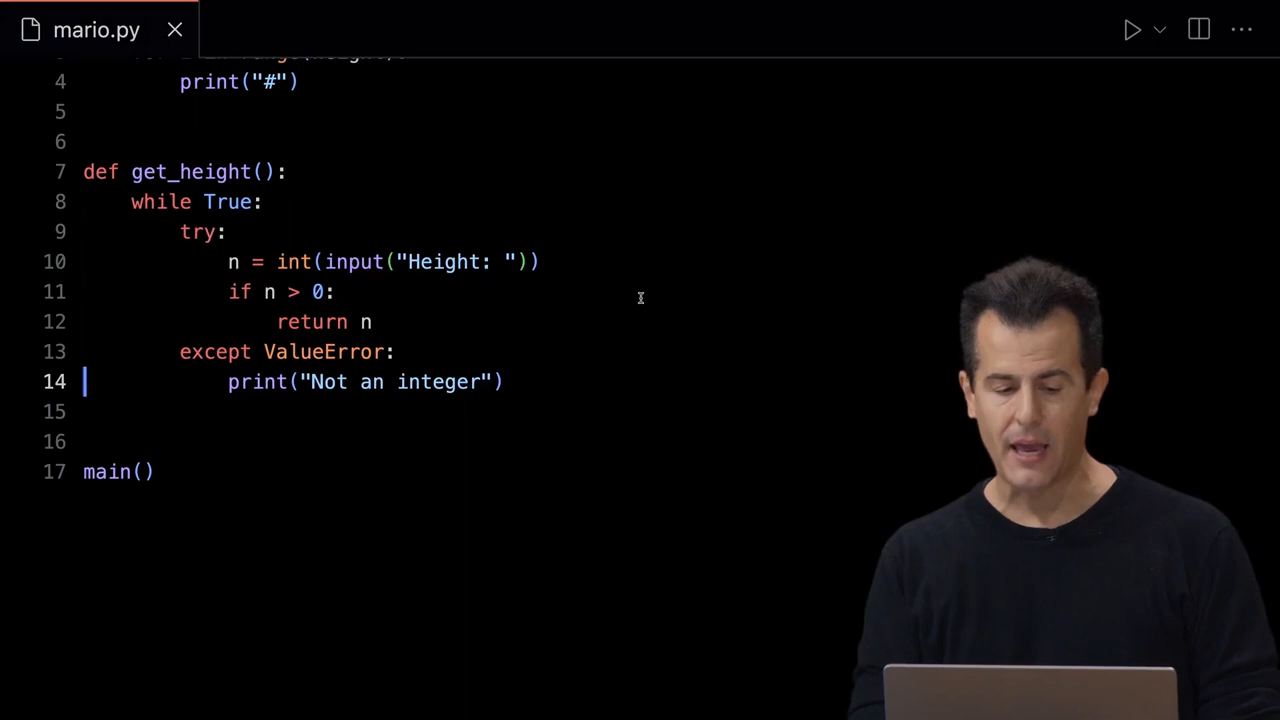 mario.py
4 print("#")
5
6
7 def get_height():
8 while True:
9 try:
10 n = int(input("Height: "))
11 if n > 0:
12 return n
13 except ValueError:
14 print("Not an integer")
15
16
17 main()